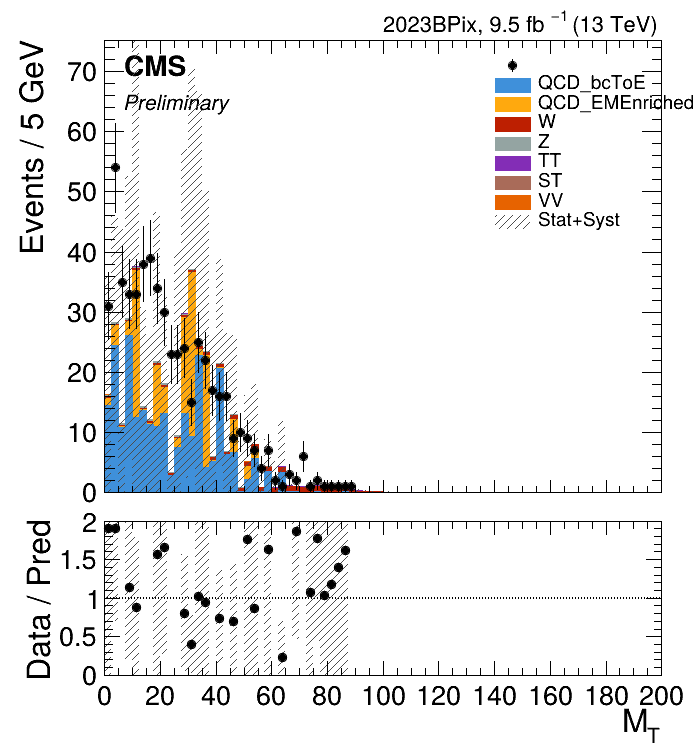 2023BPix, 9.5 fb⁻¹ (13 TeV)
CMS
Preliminary
QCD_bcToE
QCD_EMEnriched
W
Z
TT
ST
VV
Stat+Syst
Events / 5 GeV
70
60
50
40
30
20
10
0
Data / Pred
2
1.5
1
0.5
0
0 20 40 60 80 100 120 140 160 180 200
M_T